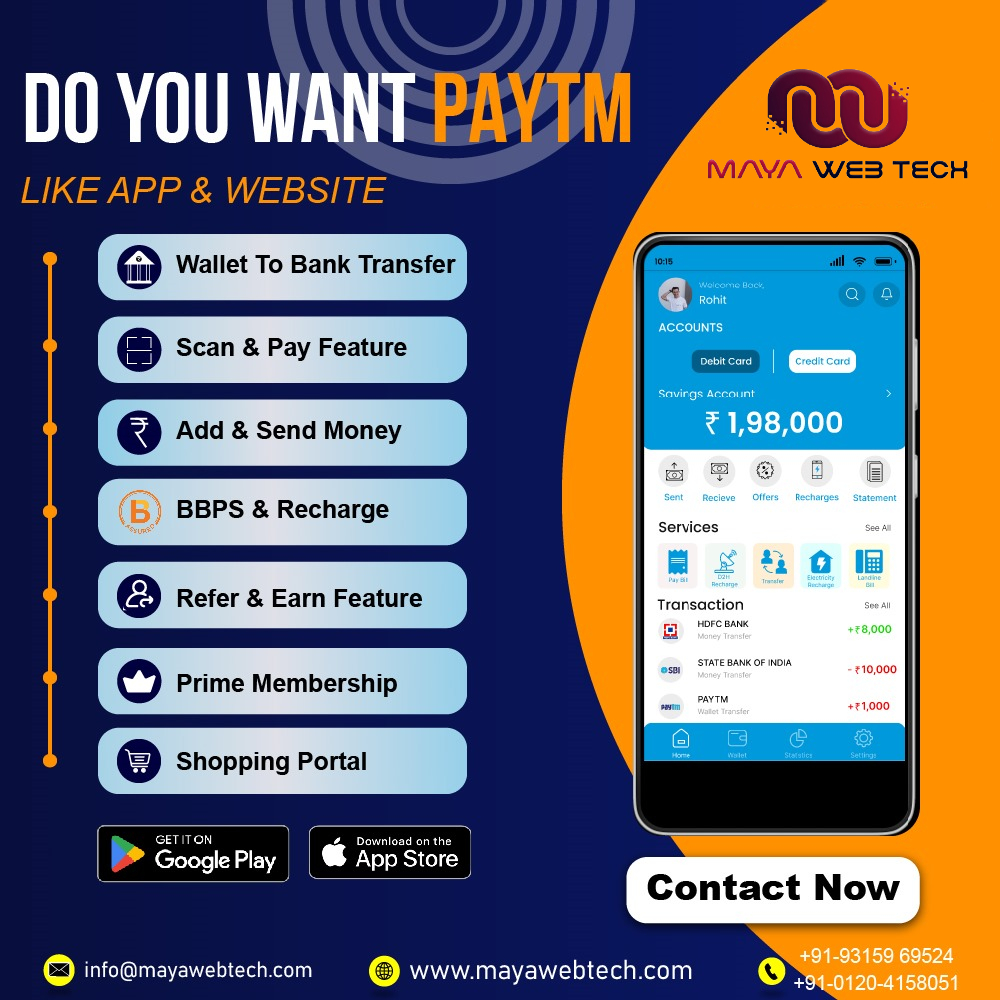 DO YOU WANT PAYTM
LIKE APP & WEBSITE
MAYA WEB TECH
Wallet To Bank Transfer
Scan & Pay Feature
Add & Send Money
B
ASSURED
BBPS & Recharge
Refer & Earn Feature
Prime Membership
Shopping Portal
GET IT ON
Google Play
Download on the
App Store
10:15
Welcome Back,
Rohit
ACCOUNTS
Debit Card
Credit Card
Savings Account
₹ 1,98,000
Sent Recieve Offers Recharges Statement
Services See All
Pay Bill
D2H
Recharge
Transfer
Electricity
Recharge
Landline
Bill
Transaction See All
HDFC BANK
Money Transfer
+₹8,000
SBI
STATE BANK OF INDIA
Money Transfer
- ₹10,000
paytm
PAYTM
Wallet Transfer
+₹1,000
Home Wallet Statistics Settings
Contact Now
info@mayawebtech.com
www.mayawebtech.com
+91-93159 69524
+91-0120-4158051